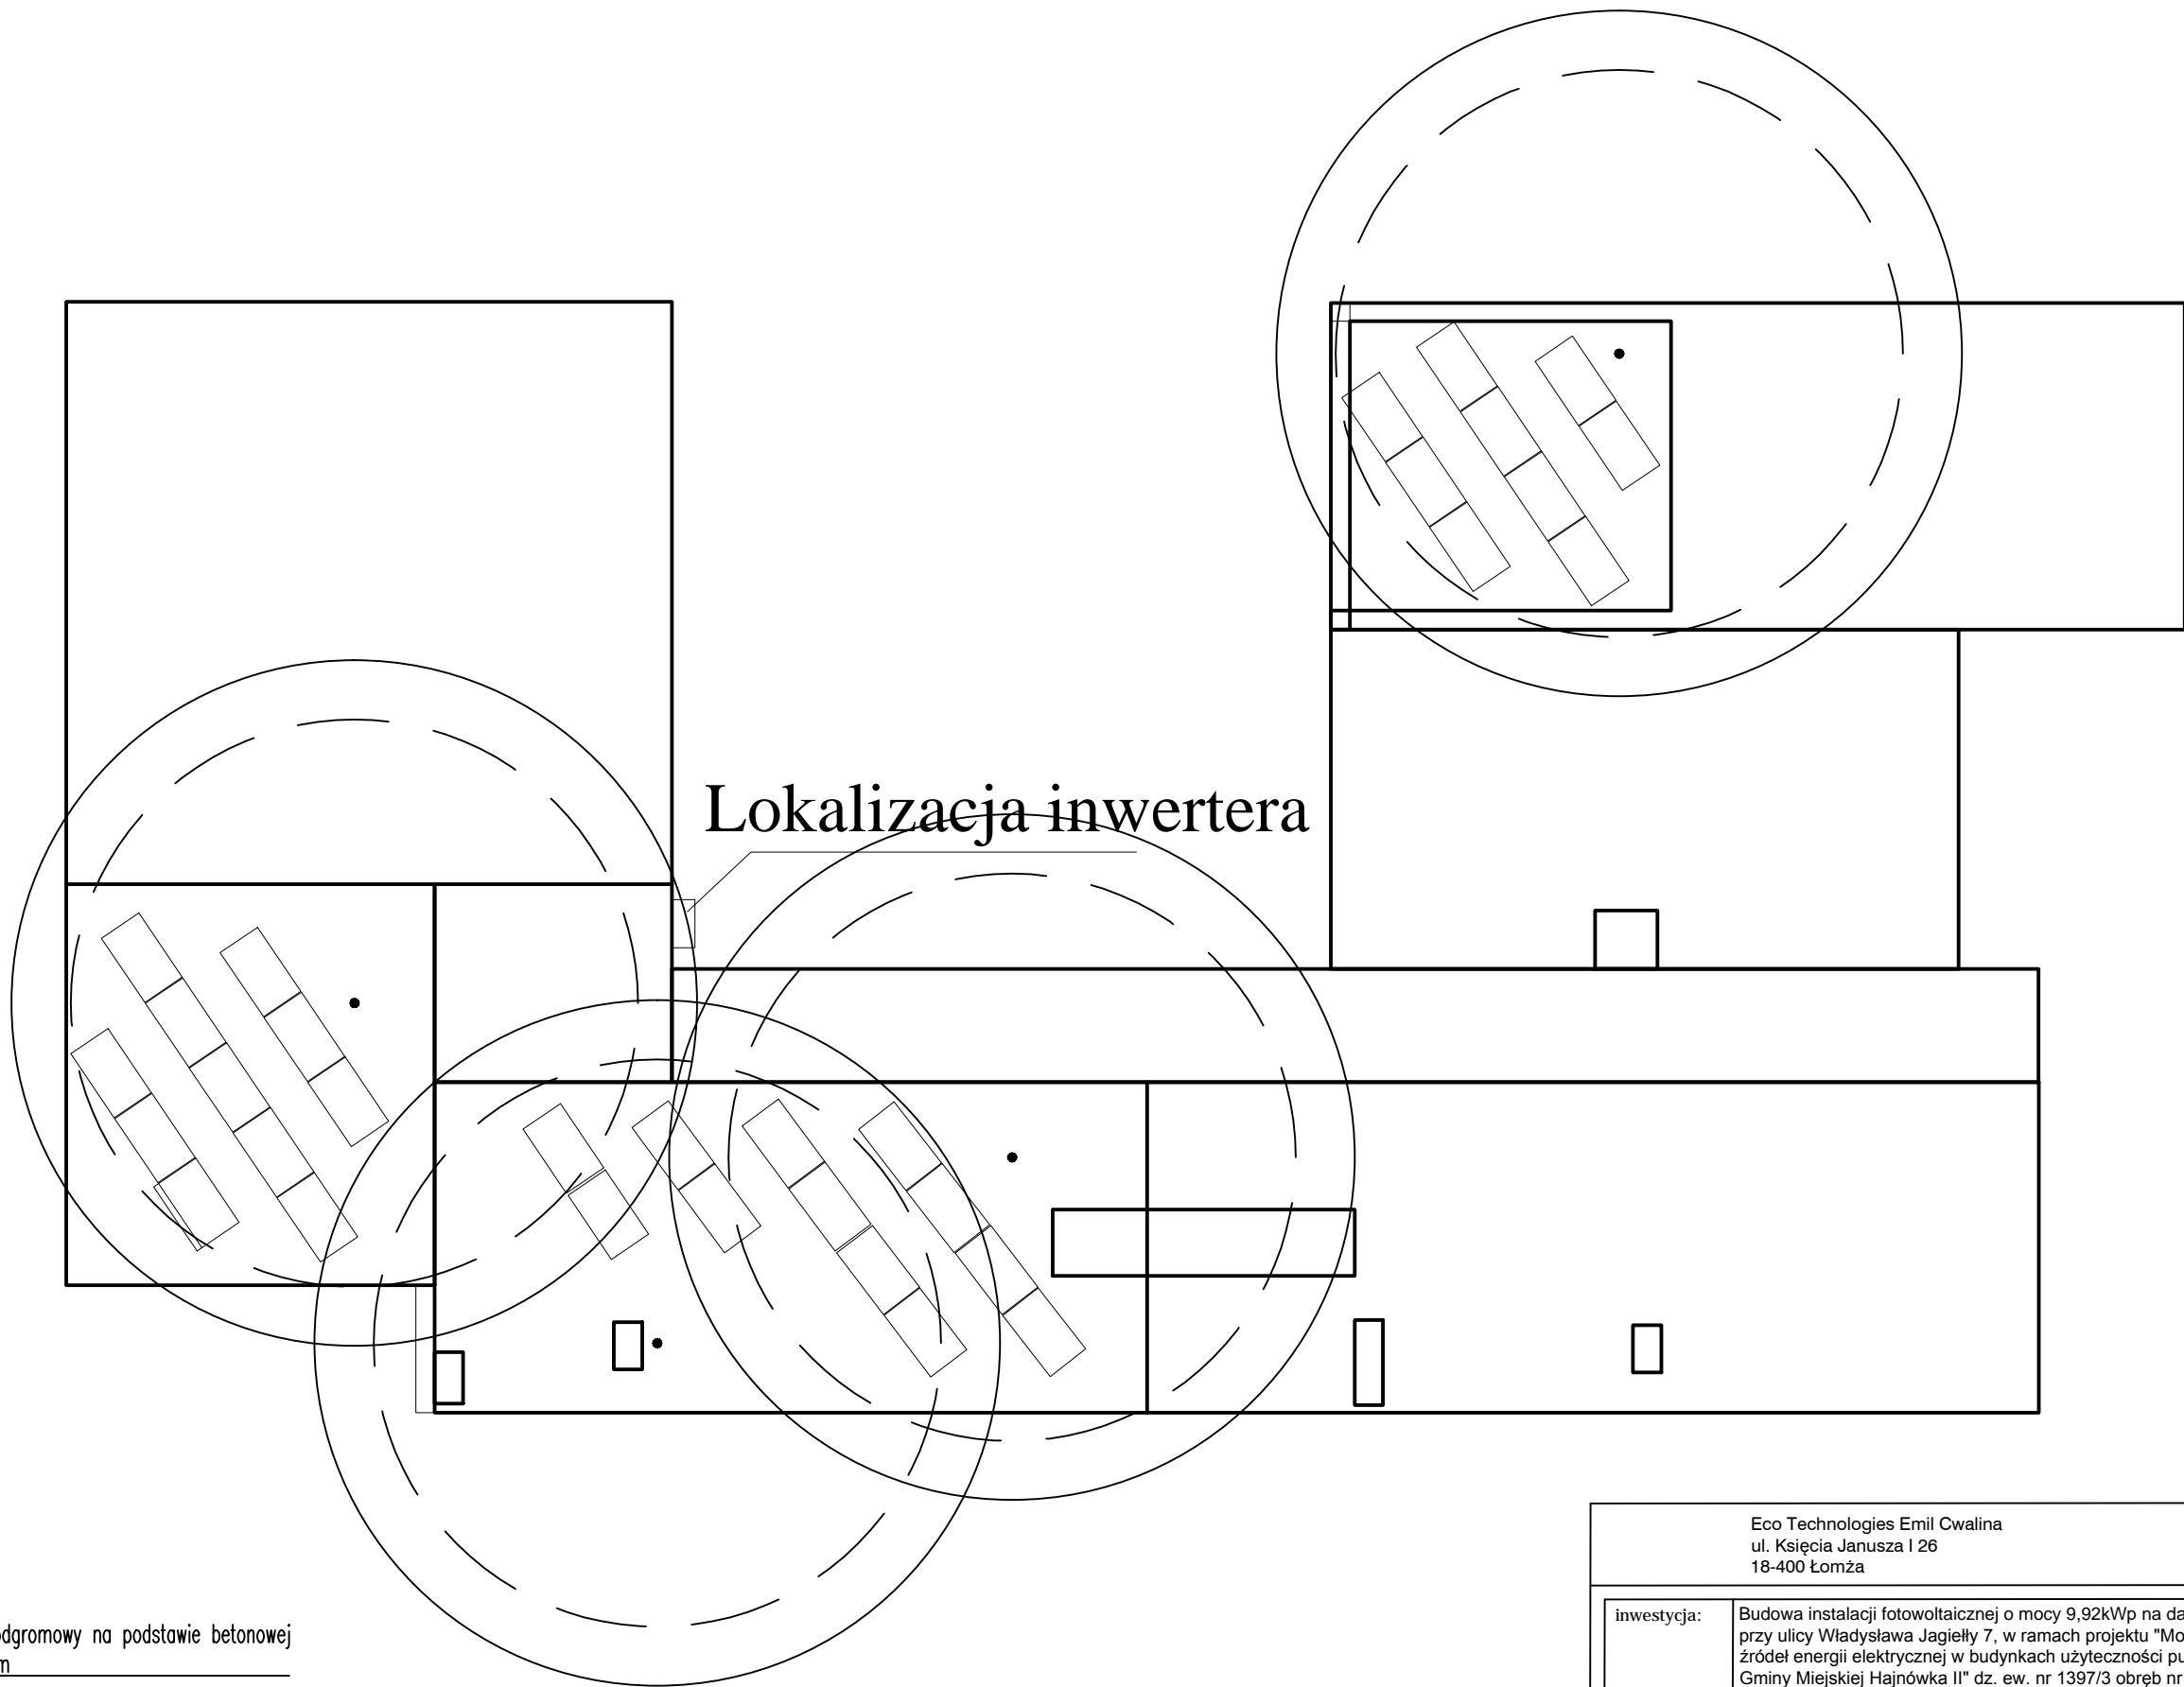 Lokalizacja inwertera
Eco Technologies Emil Cwalina
ul. Księcia Janusza I 26
18-400 Łomża
inwestycja:
Budowa instalacji fotowoltaicznej o mocy 9,92kWp na da
przy ulicy Władysława Jagiełły 7, w ramach projektu "Mo
źródeł energii elektrycznej w budynkach użyteczności pu
Gminy Miejskiej Hajnówka II" dz. ew. nr 1397/3 obręb nr
dgromowy na podstawie betonowej
m